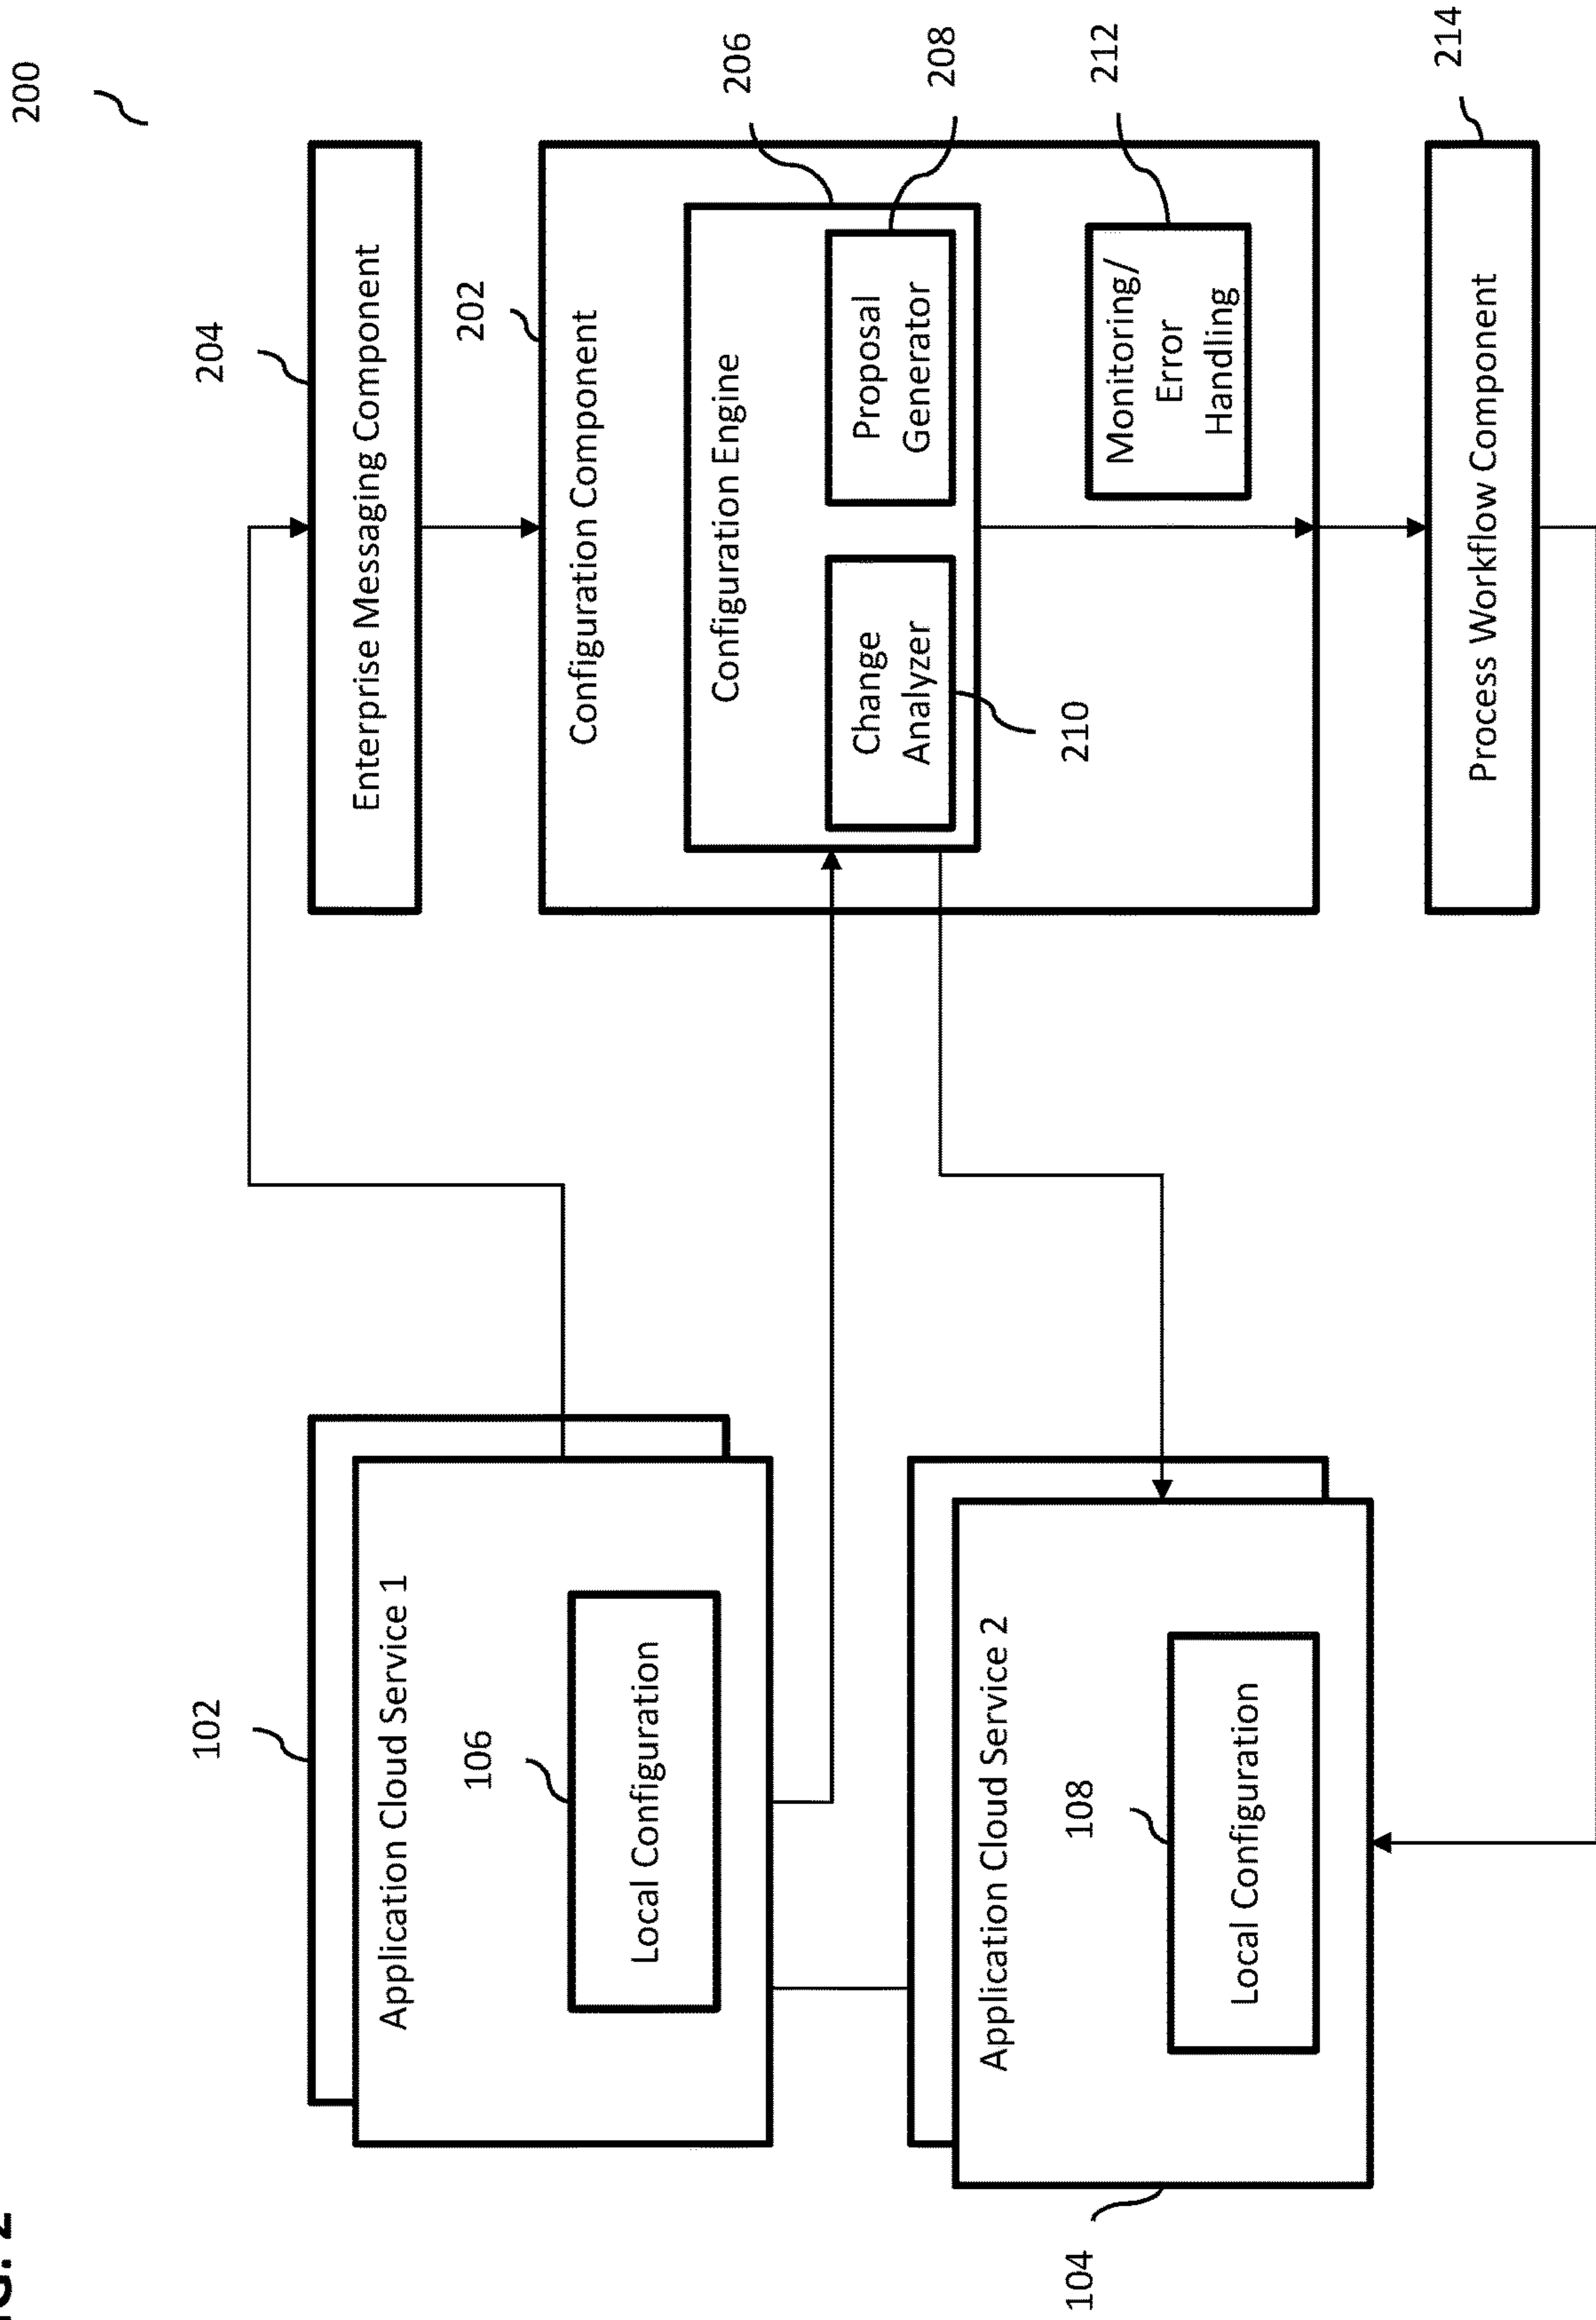 200
204
Enterprise Messaging Component
202
Configuration Component
206
Configuration Engine
208
Change
Analyzer
Proposal
Generator
210
212
Monitoring/
Error
Handling
214
Process Workflow Component
102
Application Cloud Service 1
106
Local Configuration
Application Cloud Service 2
108
Local Configuration
104